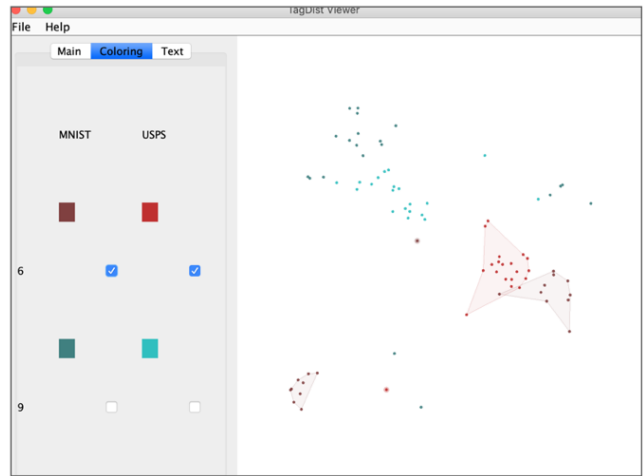 TagDist Viewer
File Help
Main Coloring Text
MNIST USPS
6
9